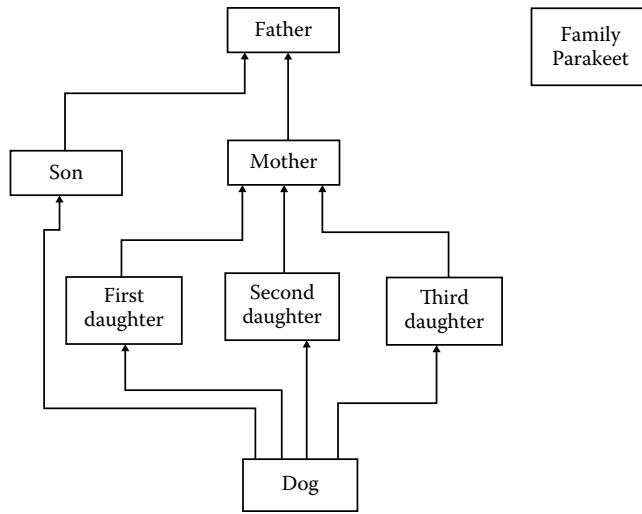 Father
Family
Parakeet
Son
Mother
First
daughter
Second
daughter
Third
daughter
Dog